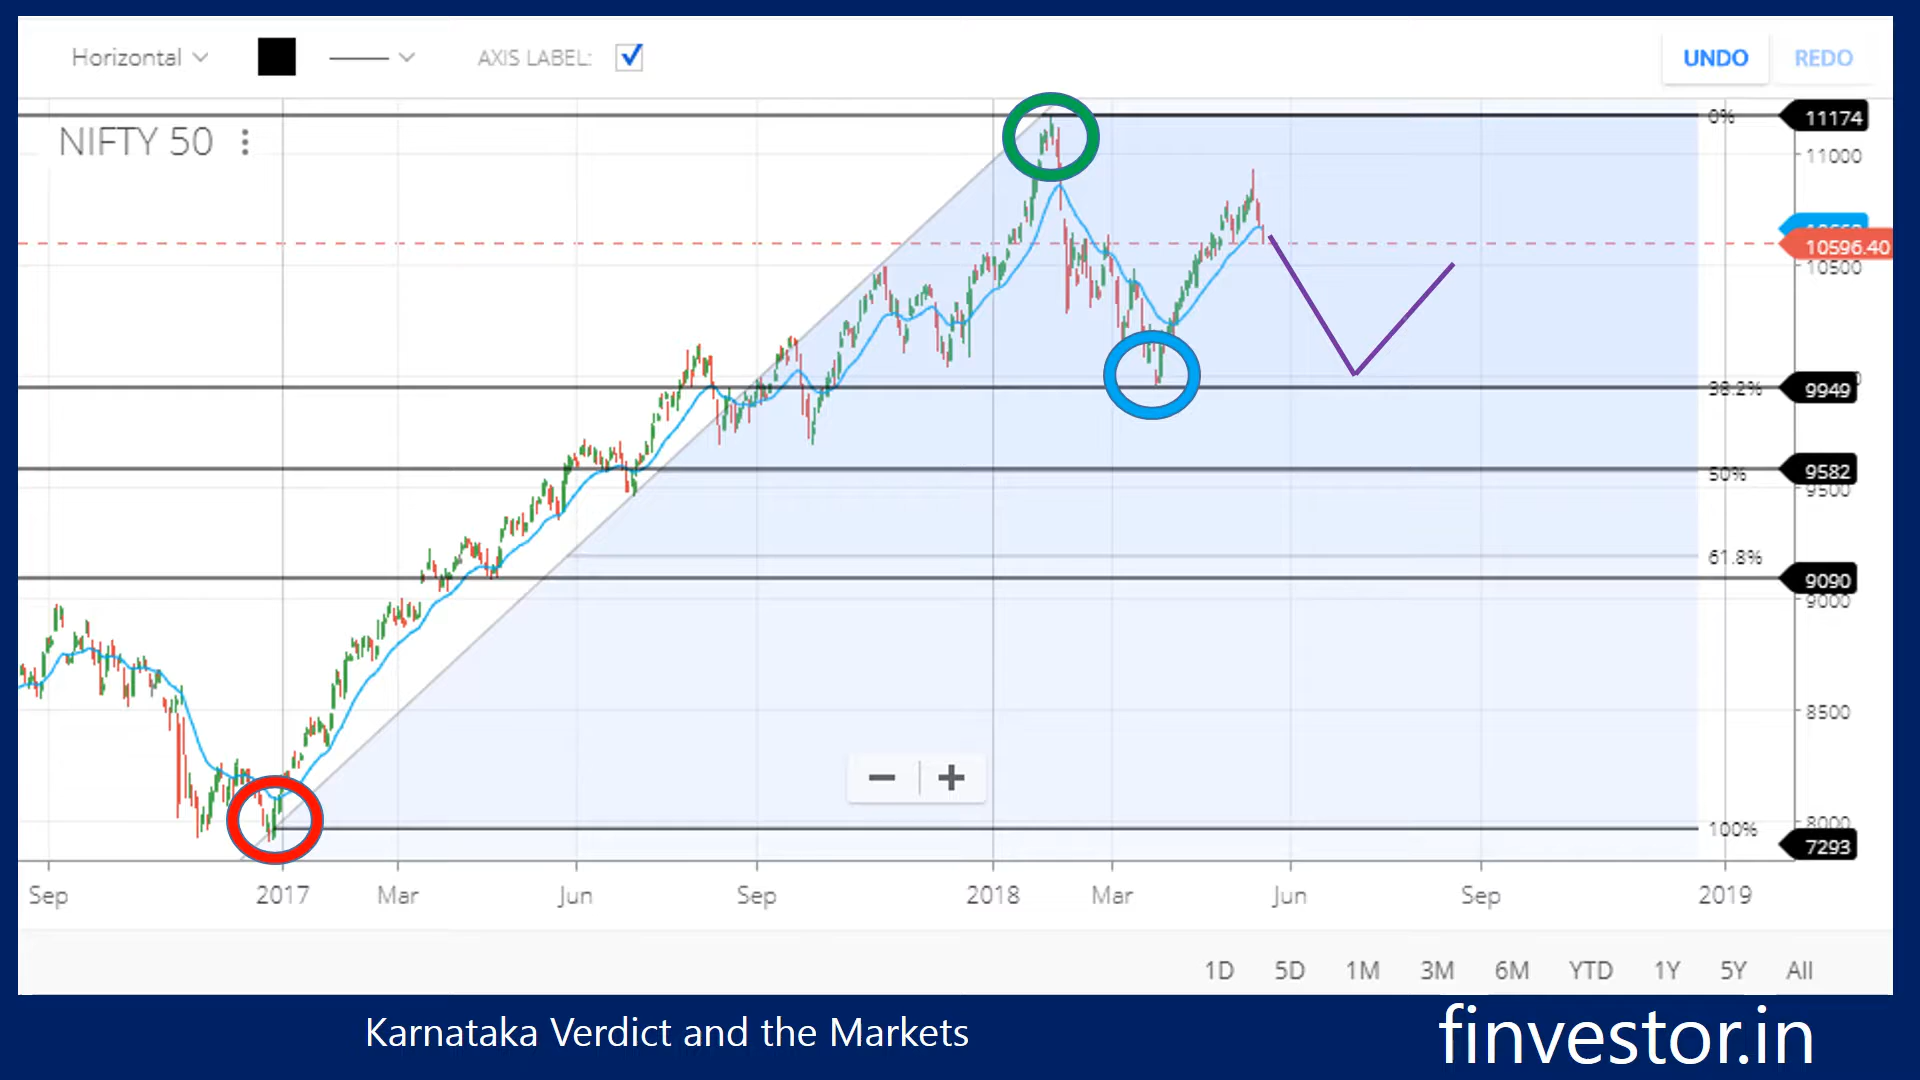 Horizontal AXIS LABEL: UNDO REDO
NIFTY 50
0% 11174
11000
10596.40
10500
38.2% 9949
50% 9582
9500
61.8%
9090
9000
8500
8000
100%
7293
Sep 2017 Mar Jun Sep 2018 Mar Jun Sep 2019
1D 5D 1M 3M 6M YTD 1Y 5Y All
Karnataka Verdict and the Markets
finvestor.in